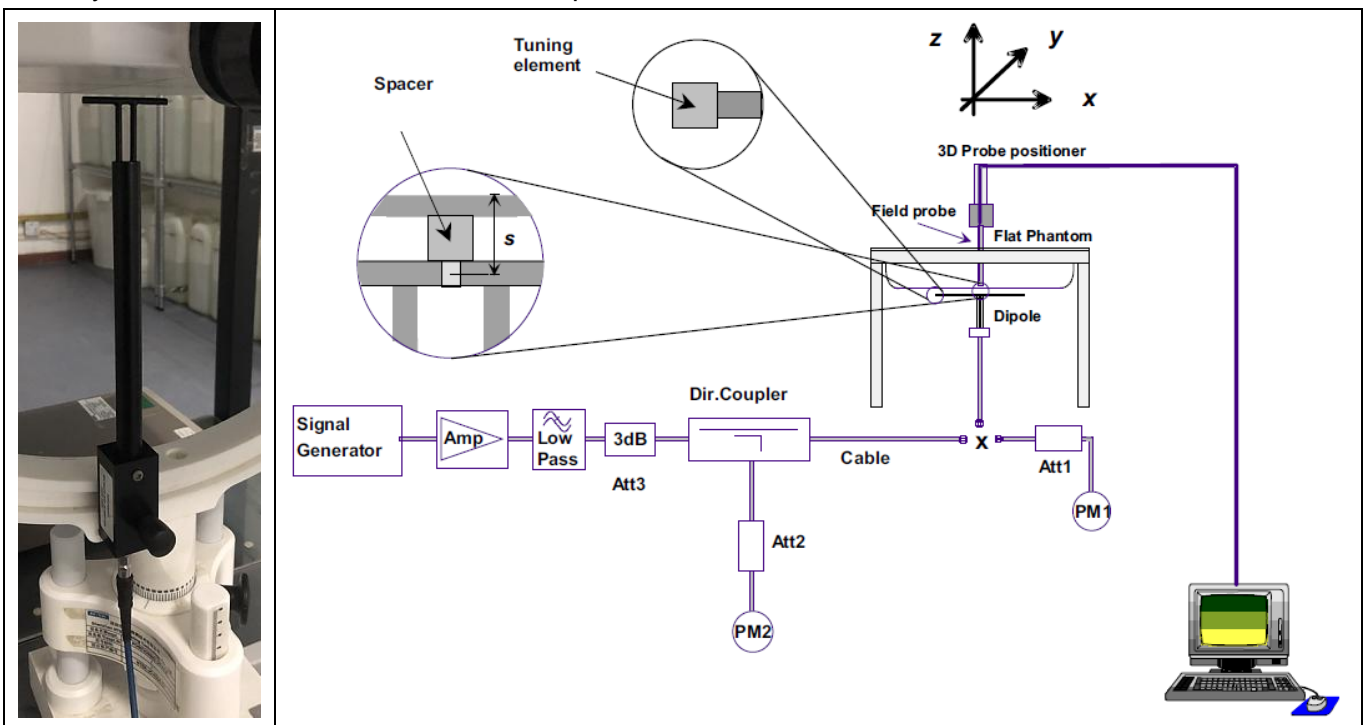 z
y
x
Tuning
element
Spacer
s
3D Probe positioner
Field probe
Flat Phantom
Dipole
Dir.Coupler
Signal
Generator
Amp
Low
Pass
3dB
Att3
Cable
x
Att1
PM1
Att2
PM2